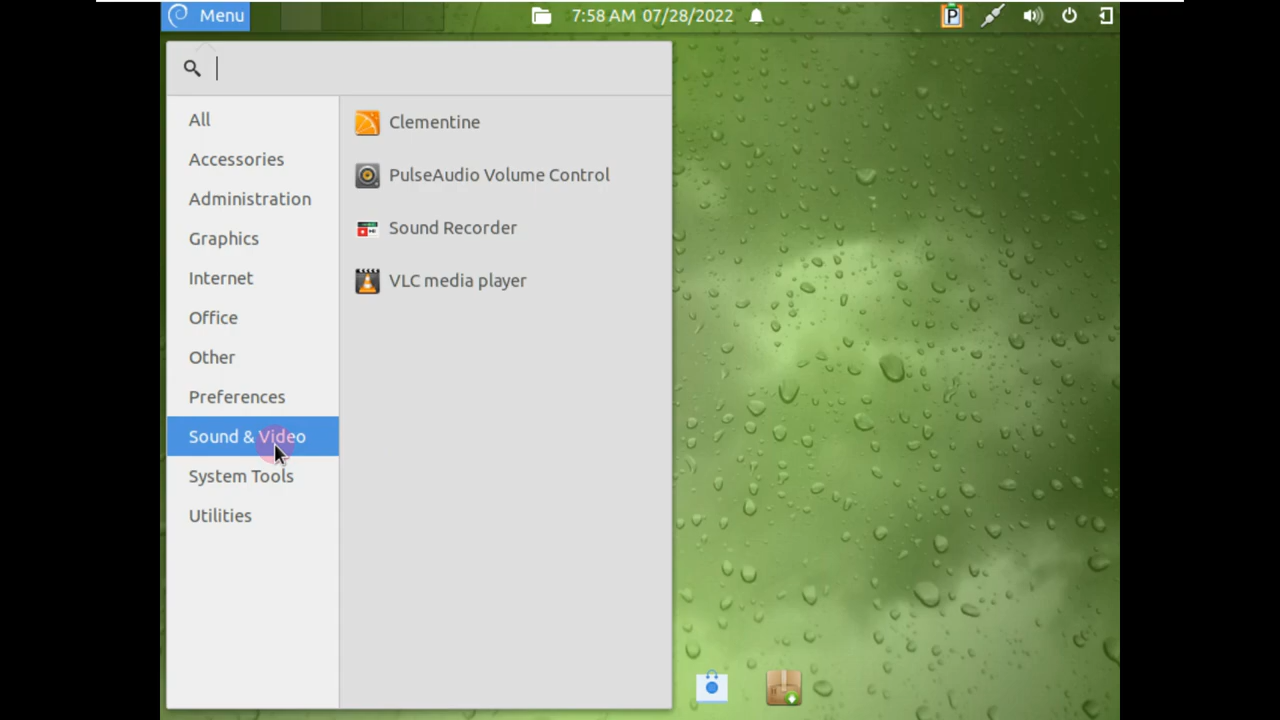 Menu
7:58 AM 07/28/2022
P
All
Accessories
Administration
Graphics
Internet
Office
Other
Preferences
Sound & Video
System Tools
Utilities
Clementine
PulseAudio Volume Control
Sound Recorder
VLC media player